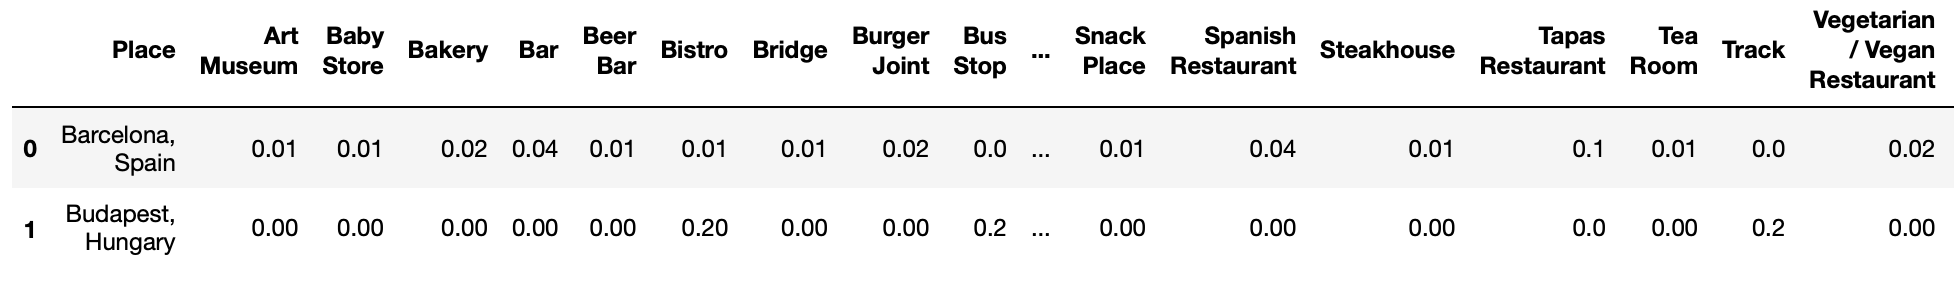 Place Art Museum Baby Store Bakery Bar Beer Bar Bistro Bridge Burger Joint Bus Stop ... Snack Place Spanish Restaurant Steakhouse Tapas Restaurant Tea Room Track Vegetarian / Vegan Restaurant
0 Barcelona, Spain 0.01 0.01 0.02 0.04 0.01 0.01 0.01 0.02 0.0 ... 0.01 0.04 0.01 0.1 0.01 0.0 0.02
1 Budapest, Hungary 0.00 0.00 0.00 0.00 0.00 0.20 0.00 0.00 0.2 ... 0.00 0.00 0.00 0.0 0.00 0.2 0.00